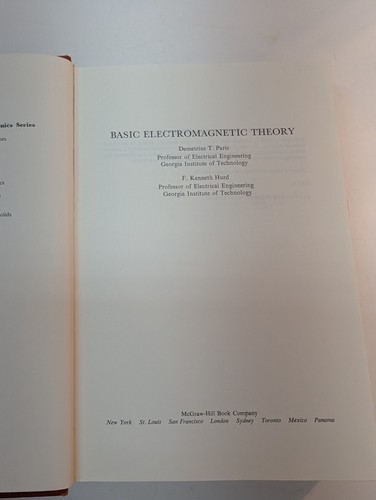 nics Series
BASIC ELECTROMAGNETIC THEORY
Demetrius T. Paris
Professor of Electrical Engineering
Georgia Institute of Technology
F. Kenneth Hurd
Professor of Electrical Engineering
Georgia Institute of Technology
McGraw-Hill Book Company
New York St. Louis San Francisco London Sydney Toronto Mexico Panama